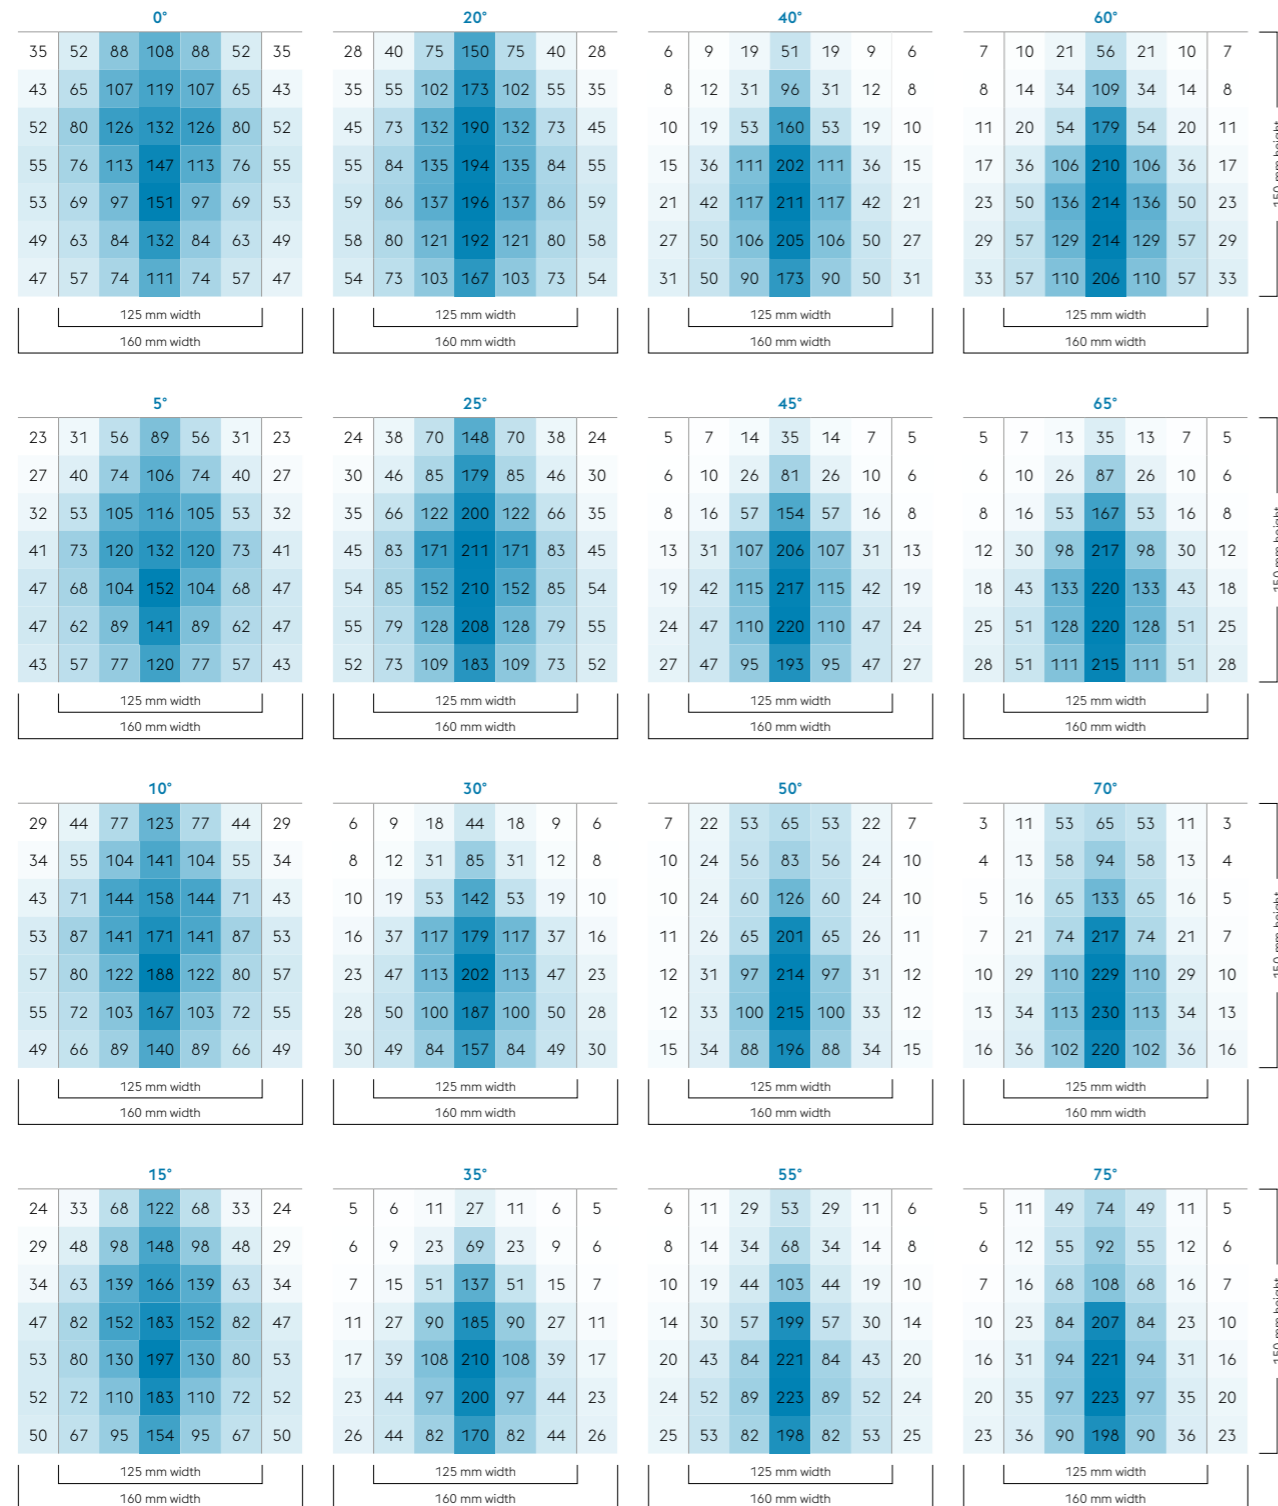 0° 20° 40° 60°
35 52 88 108 88 52 35 28 40 75 150 75 40 28 6 9 19 51 19 9 6 7 10 21 56 21 10 7
43 65 107 119 107 65 43 35 55 102 173 102 55 35 8 12 31 96 31 12 8 8 14 34 109 34 14 8
52 80 126 132 126 80 52 45 73 132 190 132 73 45 10 19 53 160 53 19 10 11 20 54 179 54 20 11
55 76 113 147 113 76 55 55 84 135 194 135 84 55 15 36 111 202 111 36 15 17 36 106 210 106 36 17
53 69 97 151 97 69 53 59 86 137 196 137 86 59 21 42 117 211 117 42 21 23 50 136 214 136 50 23
49 63 84 132 84 63 49 58 80 121 192 121 80 58 27 50 106 205 106 50 27 29 57 129 214 129 57 29
47 57 74 111 74 57 47 54 73 103 167 103 73 54 31 50 90 173 90 50 31 33 57 110 206 110 57 33
150 mm height
125 mm width 125 mm width 125 mm width 125 mm width
160 mm width 160 mm width 160 mm width 160 mm width
5° 25° 45° 65°
23 31 56 89 56 31 23 24 38 70 148 70 38 24 5 7 14 35 14 7 5 5 7 13 35 13 7 5
27 40 74 106 74 40 27 30 46 85 179 85 46 30 6 10 26 81 26 10 6 6 10 26 87 26 10 6
32 53 105 116 105 53 32 35 66 122 200 122 66 35 8 16 57 154 57 16 8 8 16 53 167 53 16 8
41 73 120 132 120 73 41 45 83 171 211 171 83 45 13 31 107 206 107 31 13 12 30 98 217 98 30 12
47 68 104 152 104 68 47 54 85 152 210 152 85 54 19 42 115 217 115 42 19 18 43 133 220 133 43 18
47 62 89 141 89 62 47 55 79 128 208 128 79 55 24 47 110 220 110 47 24 25 51 128 220 128 51 25
43 57 77 120 77 57 43 52 73 109 183 109 73 52 27 47 95 193 95 47 27 28 51 111 215 111 51 28
150 mm height
125 mm width 125 mm width 125 mm width 125 mm width
160 mm width 160 mm width 160 mm width 160 mm width
10° 30° 50° 70°
29 44 77 123 77 44 29 6 9 18 44 18 9 6 7 22 53 65 53 22 7 3 11 53 65 53 11 3
34 55 104 141 104 55 34 8 12 31 85 31 12 8 10 24 56 83 56 24 10 4 13 58 94 58 13 4
43 71 144 158 144 71 43 10 19 53 142 53 19 10 10 24 60 126 60 24 10 5 16 65 133 65 16 5
53 87 141 171 141 87 53 16 37 117 179 117 37 16 11 26 65 201 65 26 11 7 21 74 217 74 21 7
57 80 122 188 122 80 57 23 47 113 202 113 47 23 12 31 97 214 97 31 12 10 29 110 229 110 29 10
55 72 103 167 103 72 55 28 50 100 187 100 50 28 12 33 100 215 100 33 12 13 34 113 230 113 34 13
49 66 89 140 89 66 49 30 49 84 157 84 49 30 15 34 88 196 88 34 15 16 36 102 220 102 36 16
150 mm height
125 mm width 125 mm width 125 mm width 125 mm width
160 mm width 160 mm width 160 mm width 160 mm width
15° 35° 55° 75°
24 33 68 122 68 33 24 5 6 11 27 11 6 5 6 11 29 53 29 11 6 5 11 49 74 49 11 5
29 48 98 148 98 48 29 6 9 23 69 23 9 6 8 14 34 68 34 14 8 6 12 55 92 55 12 6
34 63 139 166 139 63 34 7 15 51 137 51 15 7 10 19 44 103 44 19 10 7 16 68 108 68 16 7
47 82 152 183 152 82 47 11 27 90 185 90 27 11 14 30 57 199 57 30 14 10 23 84 207 84 23 10
53 80 130 197 130 80 53 17 39 108 210 108 39 17 20 43 84 221 84 43 20 16 31 94 221 94 31 16
52 72 110 183 110 72 52 23 44 97 200 97 44 23 24 52 89 223 89 52 24 20 35 97 223 97 35 20
50 67 95 154 95 67 50 26 44 82 170 82 44 26 25 53 82 198 82 53 25 23 36 90 198 90 36 23
150 mm height
125 mm width 125 mm width 125 mm width 125 mm width
160 mm width 160 mm width 160 mm width 160 mm width